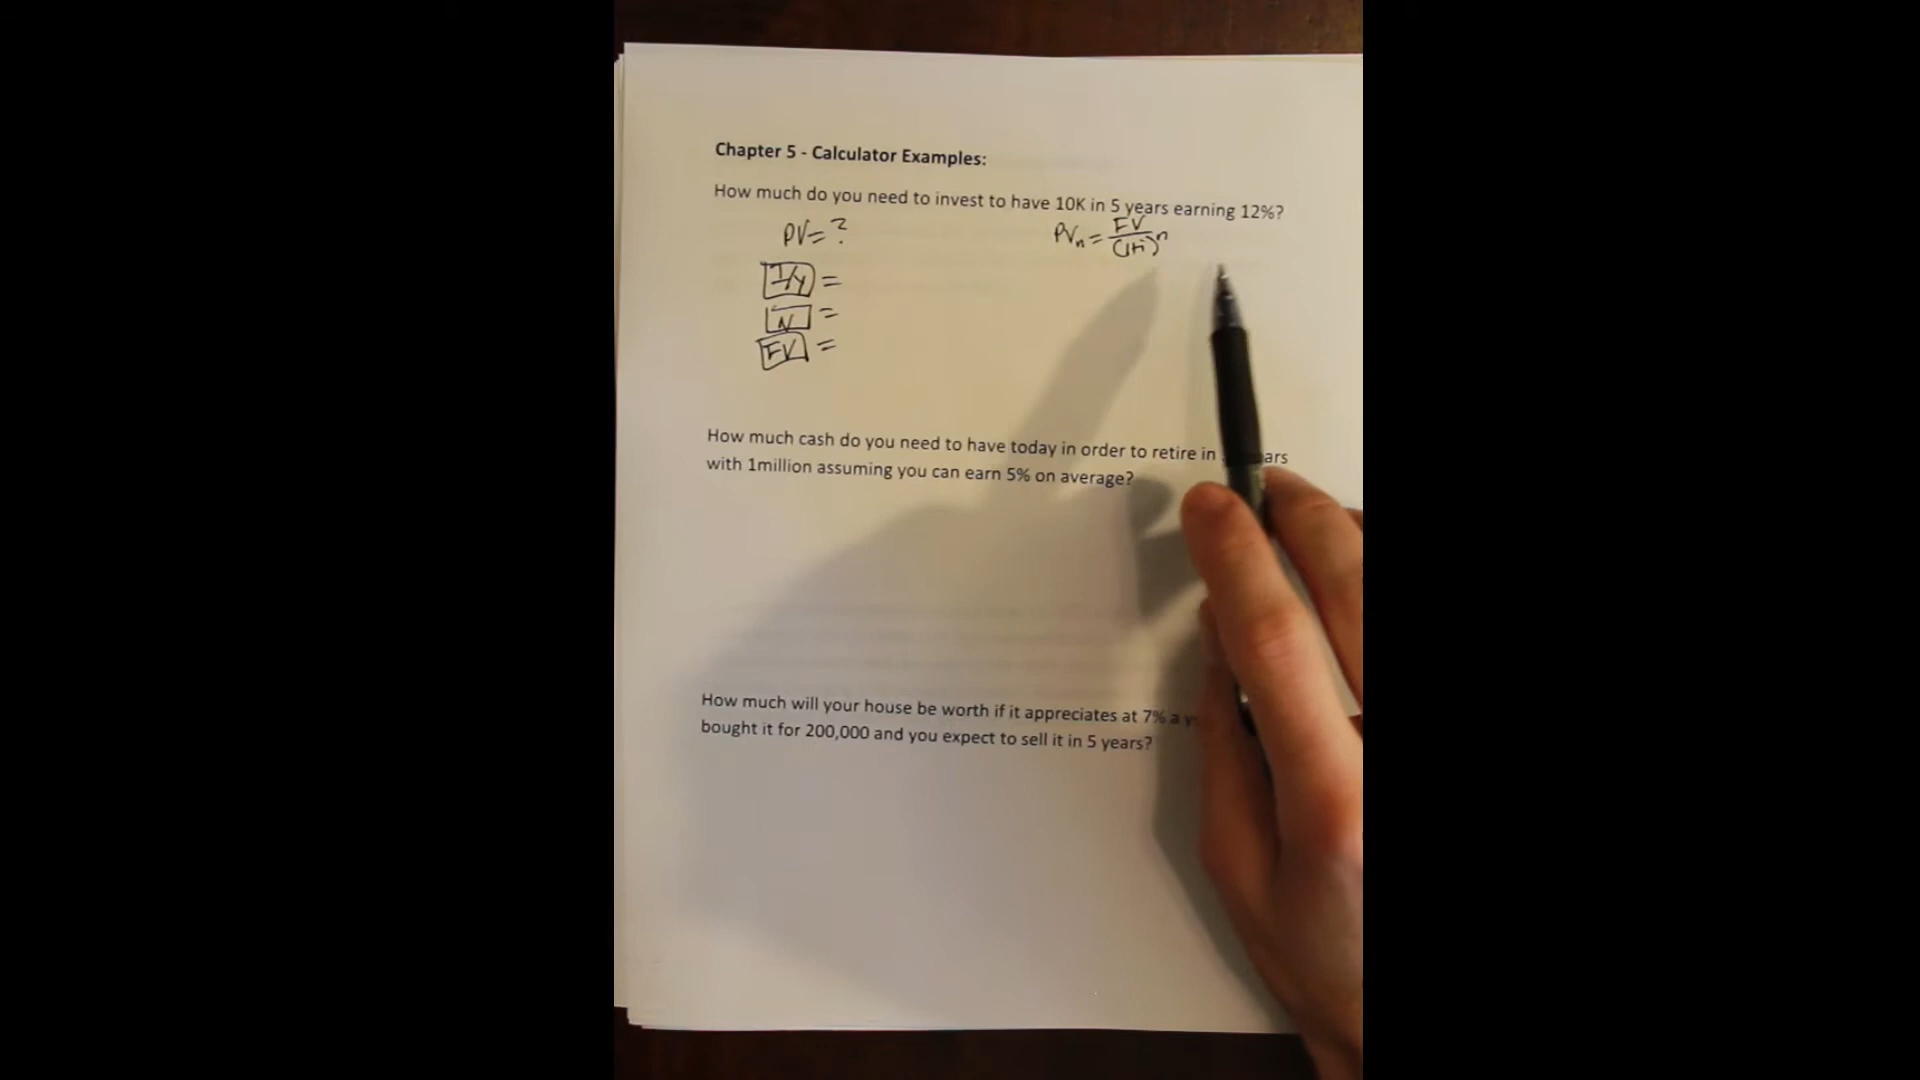 Chapter 5 - Calculator Examples:
How much do you need to invest to have 10K in 5 years earning 12%?
PV = ?
PVn = FV / (1+i)^n
I/Y =
N =
FV =
How much cash do you need to have today in order to retire in ars
with 1million assuming you can earn 5% on average?
How much will your house be worth if it appreciates at 7% a y
bought it for 200,000 and you expect to sell it in 5 years?